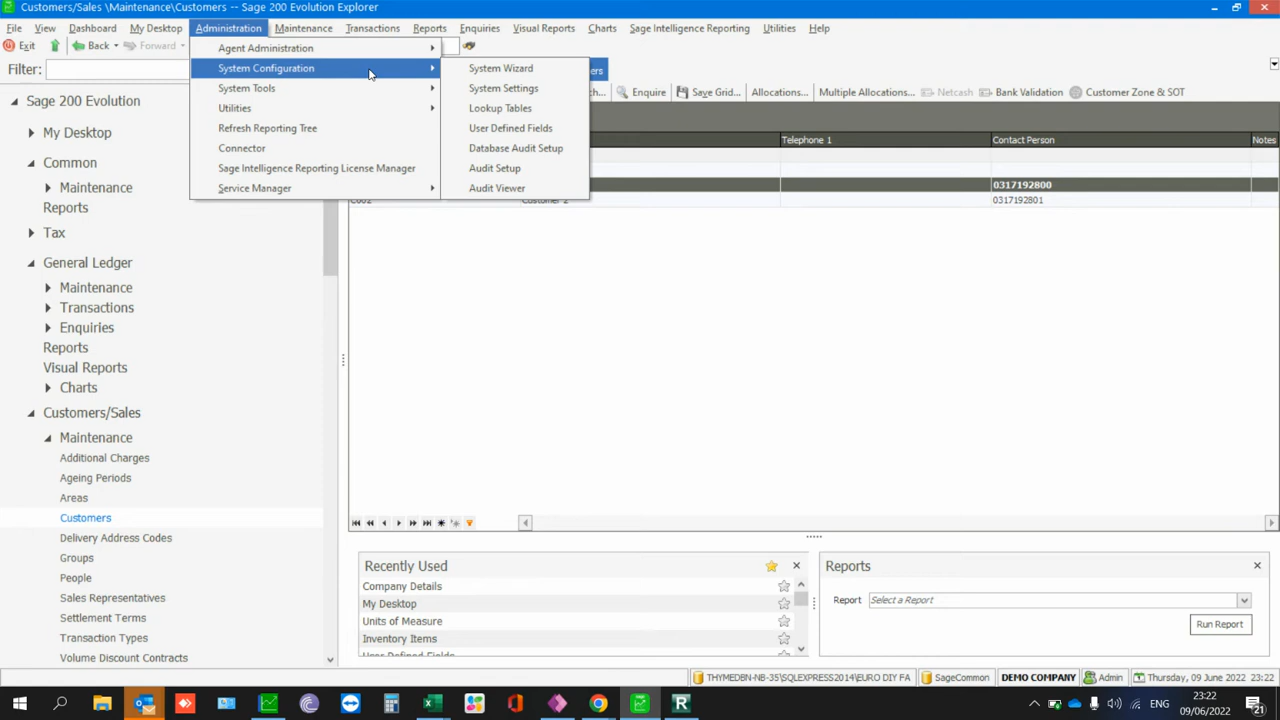 Customers/Sales \Maintenance\Customers -- Sage 200 Evolution Explorer
File View Dashboard My Desktop Administration Maintenance Transactions Reports Enquiries Visual Reports Charts Sage Intelligence Reporting Utilities Help
Exit Back Forward
Filter:
Agent Administration
System Configuration
System Tools
Utilities
Refresh Reporting Tree
Connector
Sage Intelligence Reporting License Manager
Service Manager
System Wizard
System Settings
Lookup Tables
User Defined Fields
Database Audit Setup
Audit Setup
Audit Viewer
Enquire Save Grid... Allocations... Multiple Allocations... Netcash Bank Validation Customer Zone & SOT
Telephone 1 Contact Person Notes
0317192800
0317192801
Sage 200 Evolution
My Desktop
Common
Maintenance
Reports
Tax
General Ledger
Maintenance
Transactions
Enquiries
Reports
Visual Reports
Charts
Customers/Sales
Maintenance
Additional Charges
Ageing Periods
Areas
Customers
Delivery Address Codes
Groups
People
Sales Representatives
Settlement Terms
Transaction Types
Volume Discount Contracts
Recently Used
Company Details
My Desktop
Units of Measure
Inventory Items
User Defined Fields
Reports
Report Select a Report
Run Report
THYMEDBN-NB-35\SQLEXPRESS2014\EURO DIY FA SageCommon DEMO COMPANY Admin Thursday, 09 June 2022 23:22
ENG 23:22
09/06/2022
21